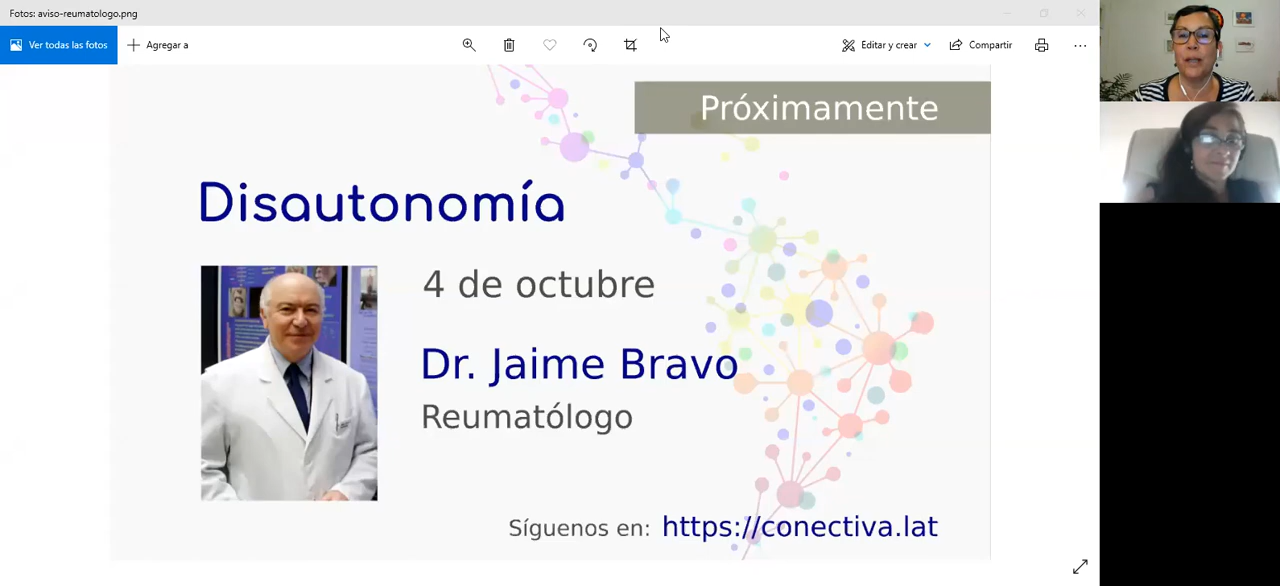 Fotos: aviso-reumatologo.png
Ver todas las fotos
Agregar a
Editar y crear
Compartir
Próximamente
Disautonomía
4 de octubre
Dr. Jaime Bravo
Reumatólogo
Síguenos en: https://conectiva.lat